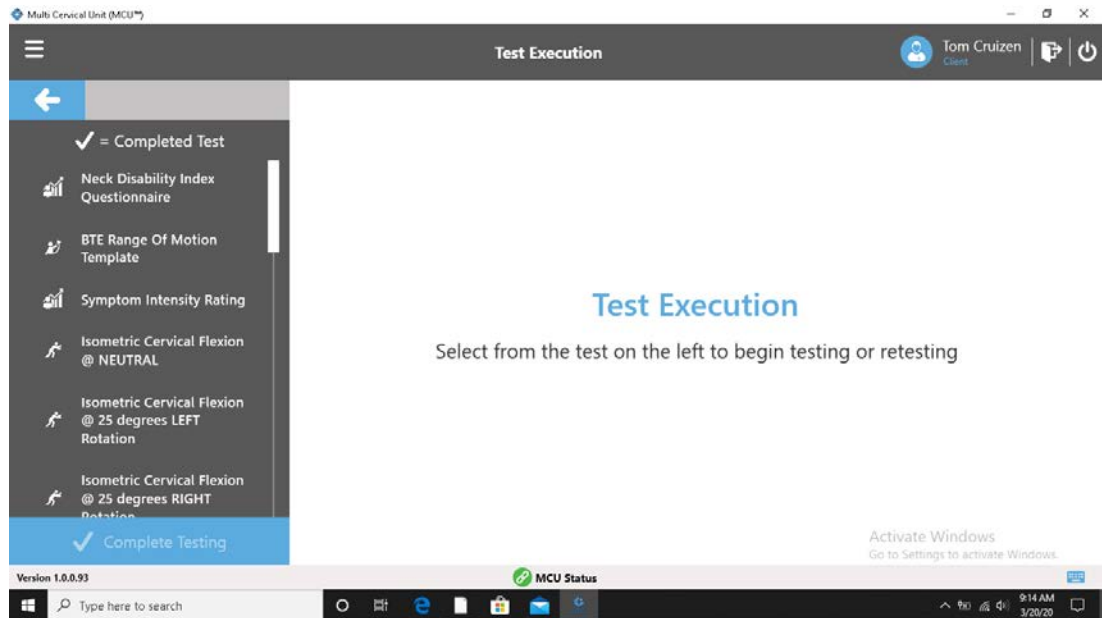 Multi Cervical Unit (MCU™)
Test Execution
Tom Cruizen
Client
= Completed Test
Neck Disability Index
Questionnaire
BTE Range Of Motion
Template
Symptom Intensity Rating
Isometric Cervical Flexion
@ NEUTRAL
Isometric Cervical Flexion
@ 25 degrees LEFT
Rotation
Isometric Cervical Flexion
@ 25 degrees RIGHT
Rotation
Complete Testing
Test Execution
Select from the test on the left to begin testing or retesting
Activate Windows
Go to Settings to activate Windows.
Version 1.0.0.93
MCU Status
Type here to search
9:14 AM
3/20/20